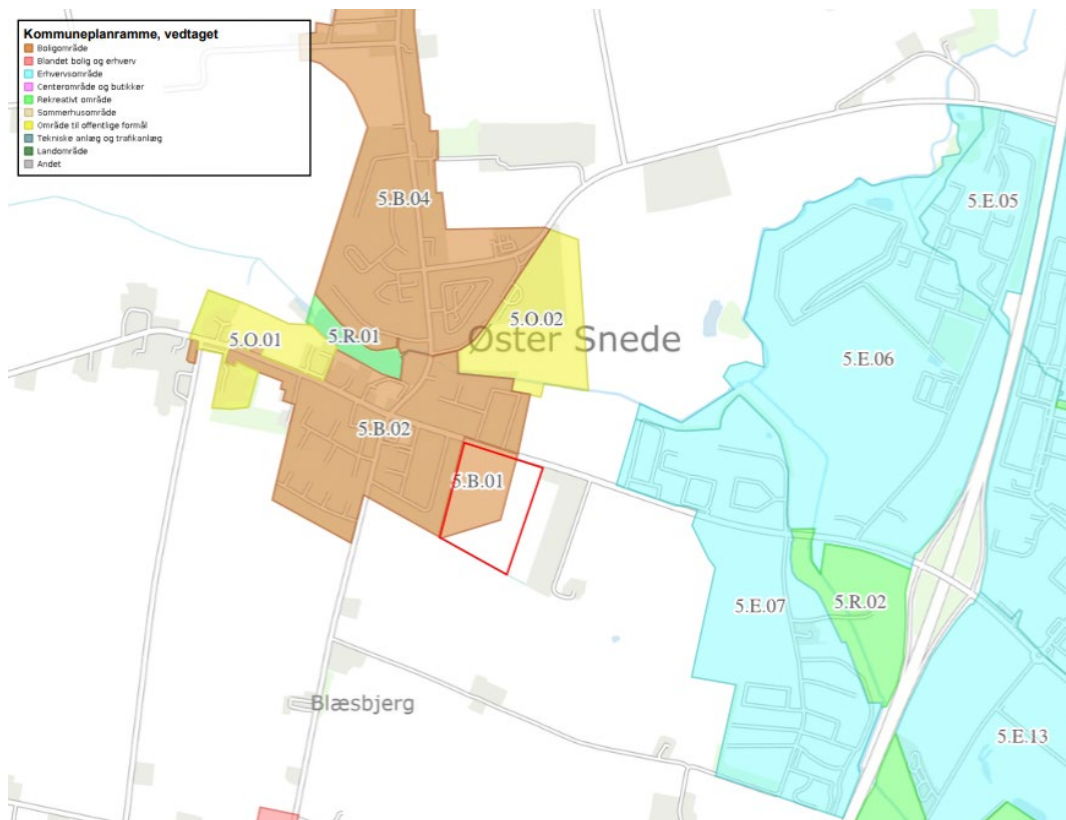 Kommuneplanramme, vedtaget
Boligområde
Blandet bolig og erhverv
Erhvervsområde
Centerområde og butikker
Rekreativt område
Sommerhusområde
Område til offentlige formål
Tekniske anlæg og trafikanlæg
Landområde
Andet
5.B.04
5.E.05
5.O.02
5.O.01
5.R.01
Øster Snede
5.E.06
5.B.02
5.B.01
5.E.07
5.R.02
Blæsbjerg
5.E.13